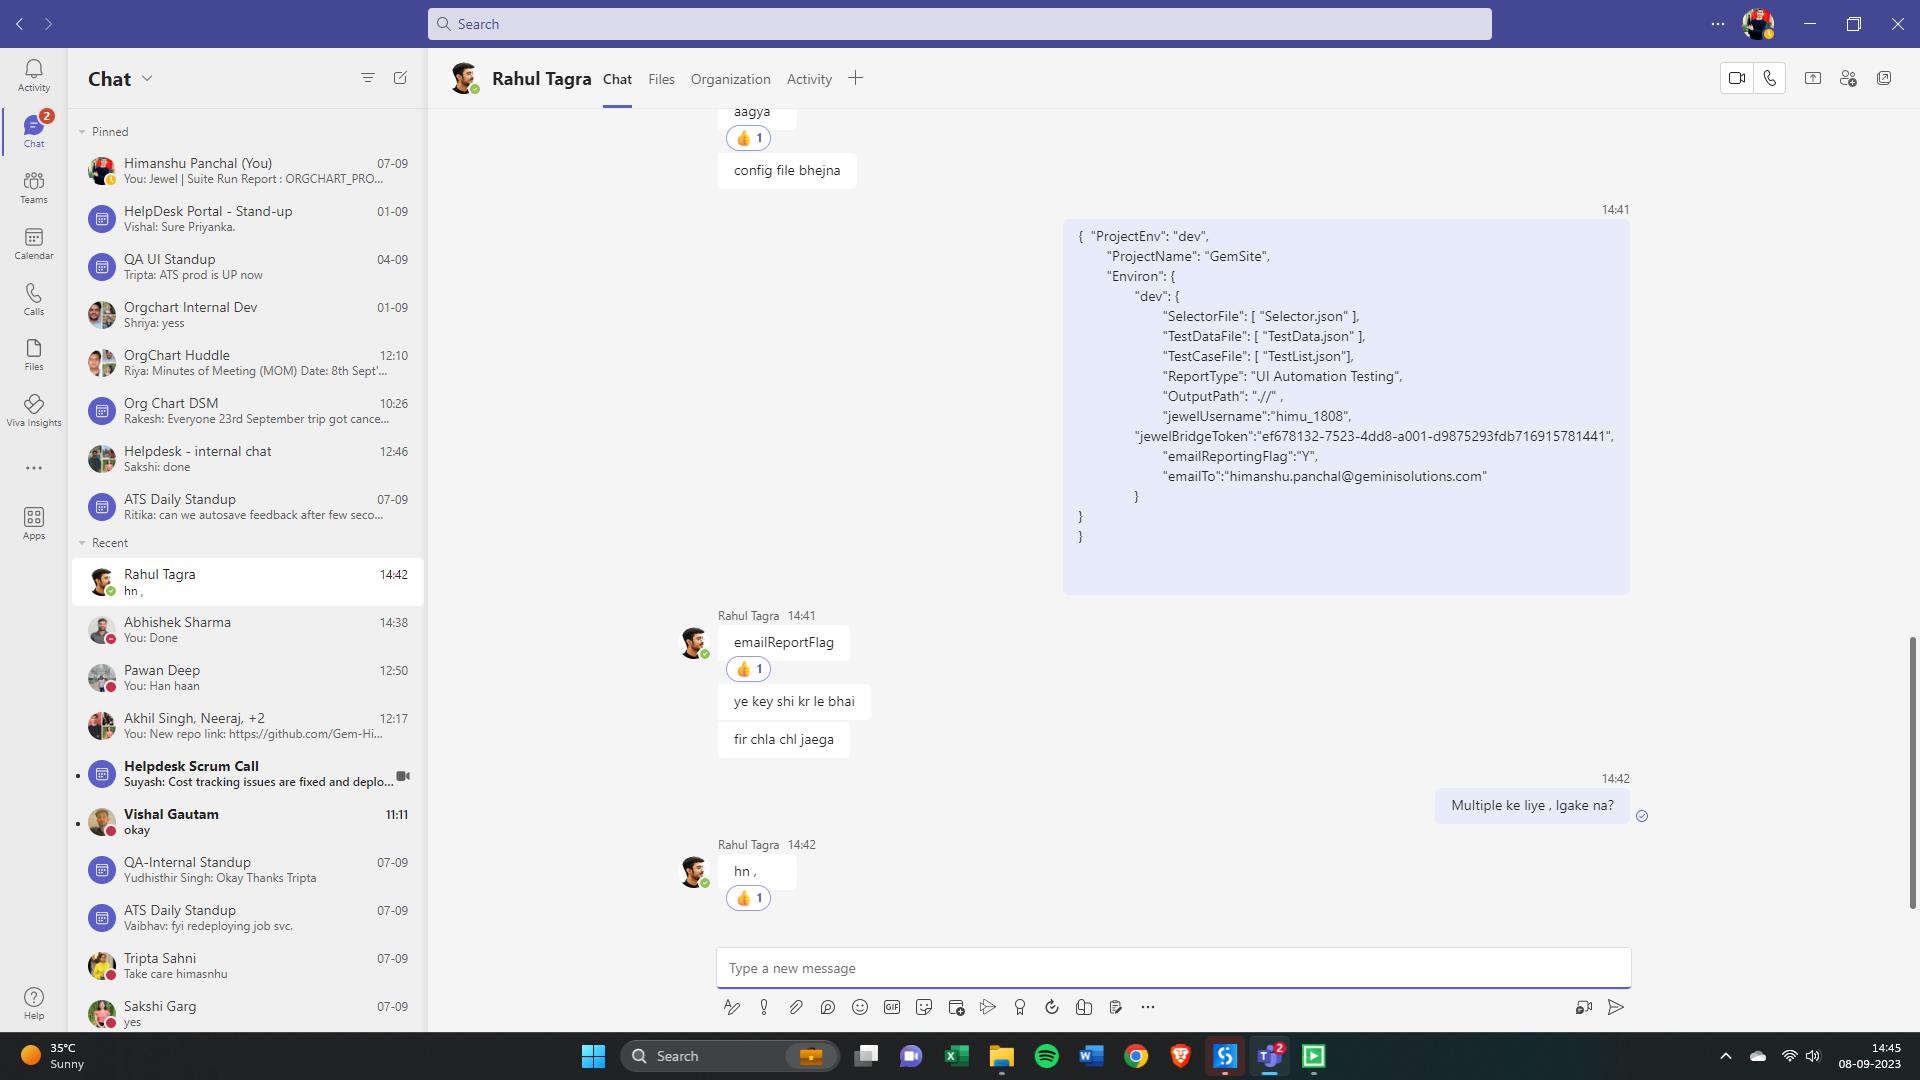 Search
Activity
Chat
2
Teams
Calendar
Calls
Files
Viva Insights
Apps
Help
Chat
Pinned
Himanshu Panchal (You) 07-09
You: Jewel | Suite Run Report : ORGCHART_PRO...
HelpDesk Portal - Stand-up 01-09
Vishal: Sure Priyanka.
QA UI Standup 04-09
Tripta: ATS prod is UP now
Orgchart Internal Dev 01-09
Shriya: yess
OrgChart Huddle 12:10
Riya: Minutes of Meeting (MOM) Date: 8th Sept'...
Org Chart DSM 10:26
Rakesh: Everyone 23rd September trip got cance...
Helpdesk - internal chat 12:46
Sakshi: done
ATS Daily Standup 07-09
Ritika: can we autosave feedback after few seco...
Recent
Rahul Tagra 14:42
hn ,
Abhishek Sharma 14:38
You: Done
Pawan Deep 12:50
You: Han haan
Akhil Singh, Neeraj, +2 12:17
You: New repo link: https://github.com/Gem-Hi...
Helpdesk Scrum Call
Suyash: Cost tracking issues are fixed and deplo...
Vishal Gautam 11:11
okay
QA-Internal Standup 07-09
Yudhisthir Singh: Okay Thanks Tripta
ATS Daily Standup 07-09
Vaibhav: fyi redeploying job svc.
Tripta Sahni 07-09
Take care himasnhu
Sakshi Garg 07-09
yes
Rahul Tagra Chat Files Organization Activity
aagya
1
config file bhejna
14:41
{ "ProjectEnv": "dev",
"ProjectName": "GemSite",
"Environ": {
"dev": {
"SelectorFile": [ "Selector.json" ],
"TestDataFile": [ "TestData.json" ],
"TestCaseFile": [ "TestList.json"],
"ReportType": "UI Automation Testing",
"OutputPath": ".//" ,
"jewelUsername":"himu_1808",
"jewelBridgeToken":"ef678132-7523-4dd8-a001-d9875293fdb716915781441",
"emailReportingFlag":"Y",
"emailTo":"himanshu.panchal@geminisolutions.com"
}
}
}
Rahul Tagra 14:41
emailReportFlag
1
ye key shi kr le bhai
fir chla chl jaega
14:42
Multiple ke liye , lgake na?
Rahul Tagra 14:42
hn ,
1
Type a new message
GIF
35°C
Sunny
Search
2
14:45
08-09-2023